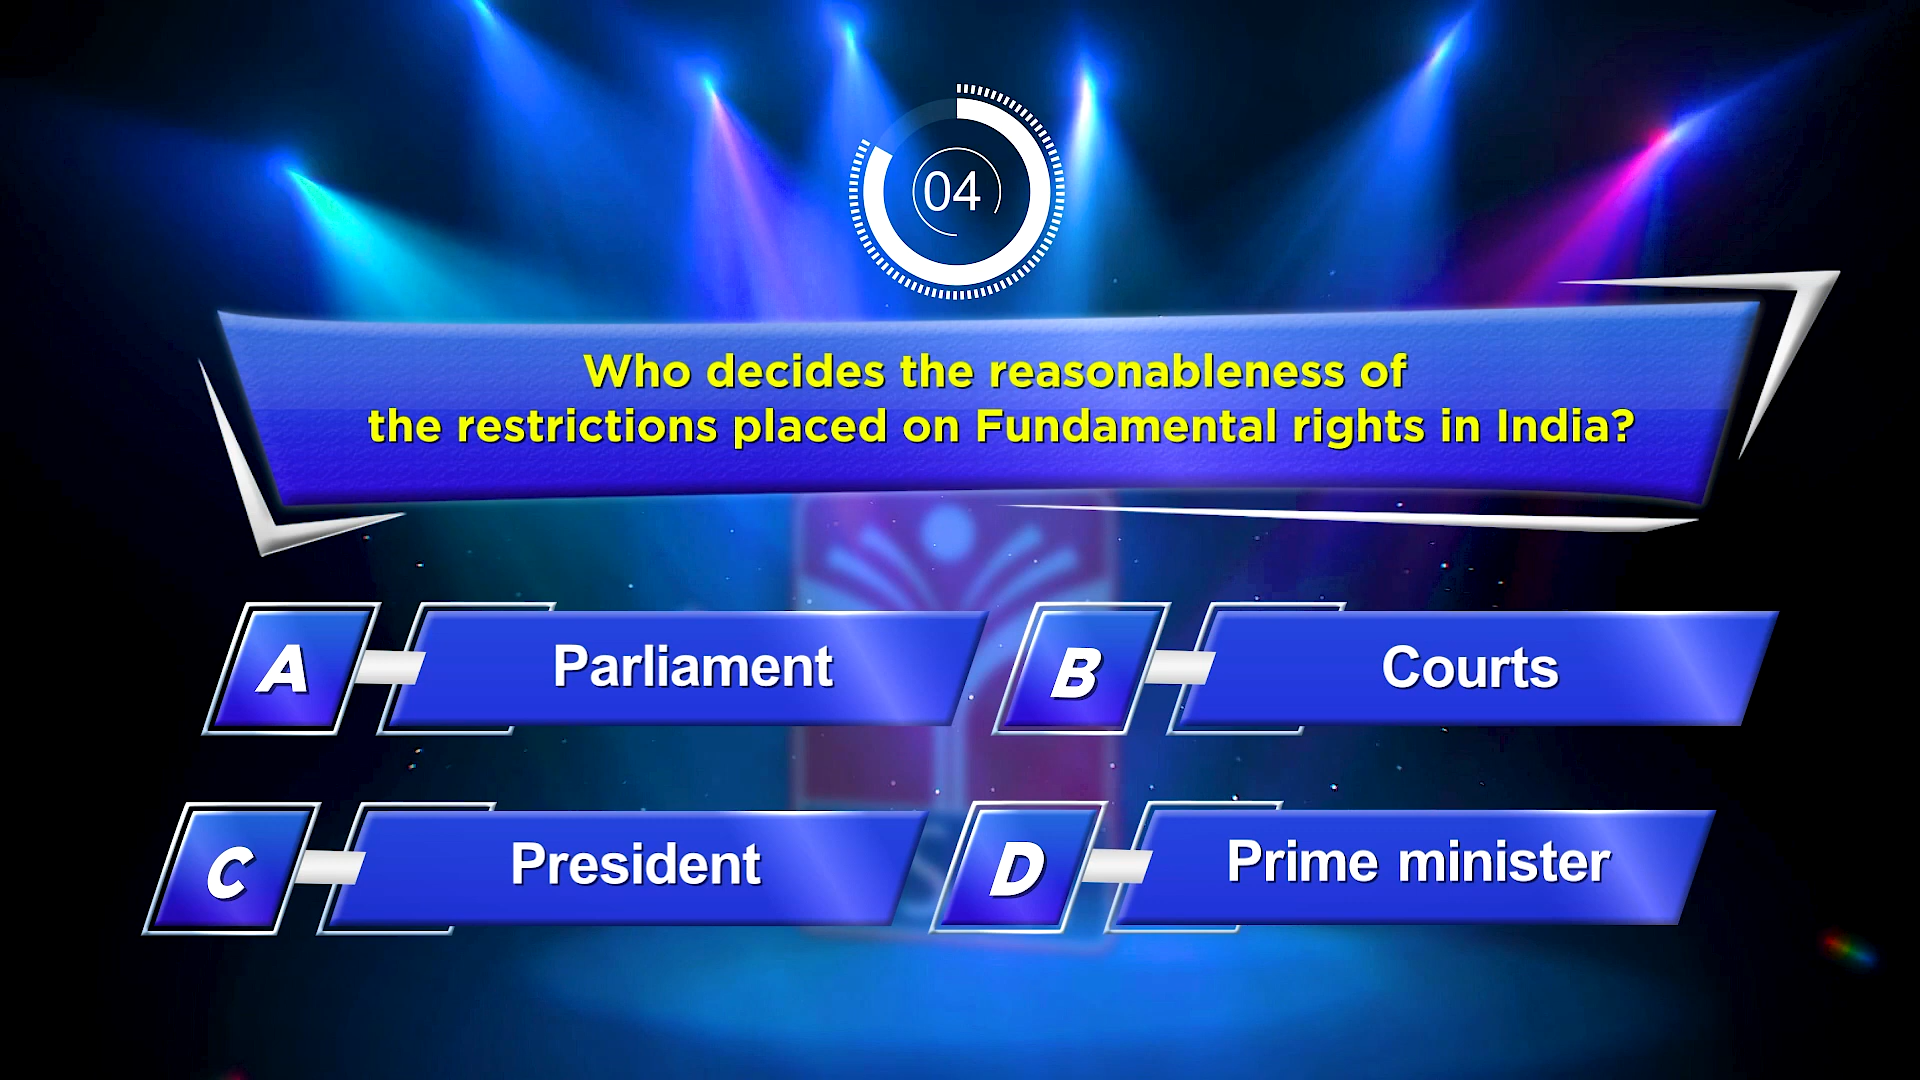 04
Who decides the reasonableness of
the restrictions placed on Fundamental rights in India?
A Parliament
B Courts
C President
D Prime minister